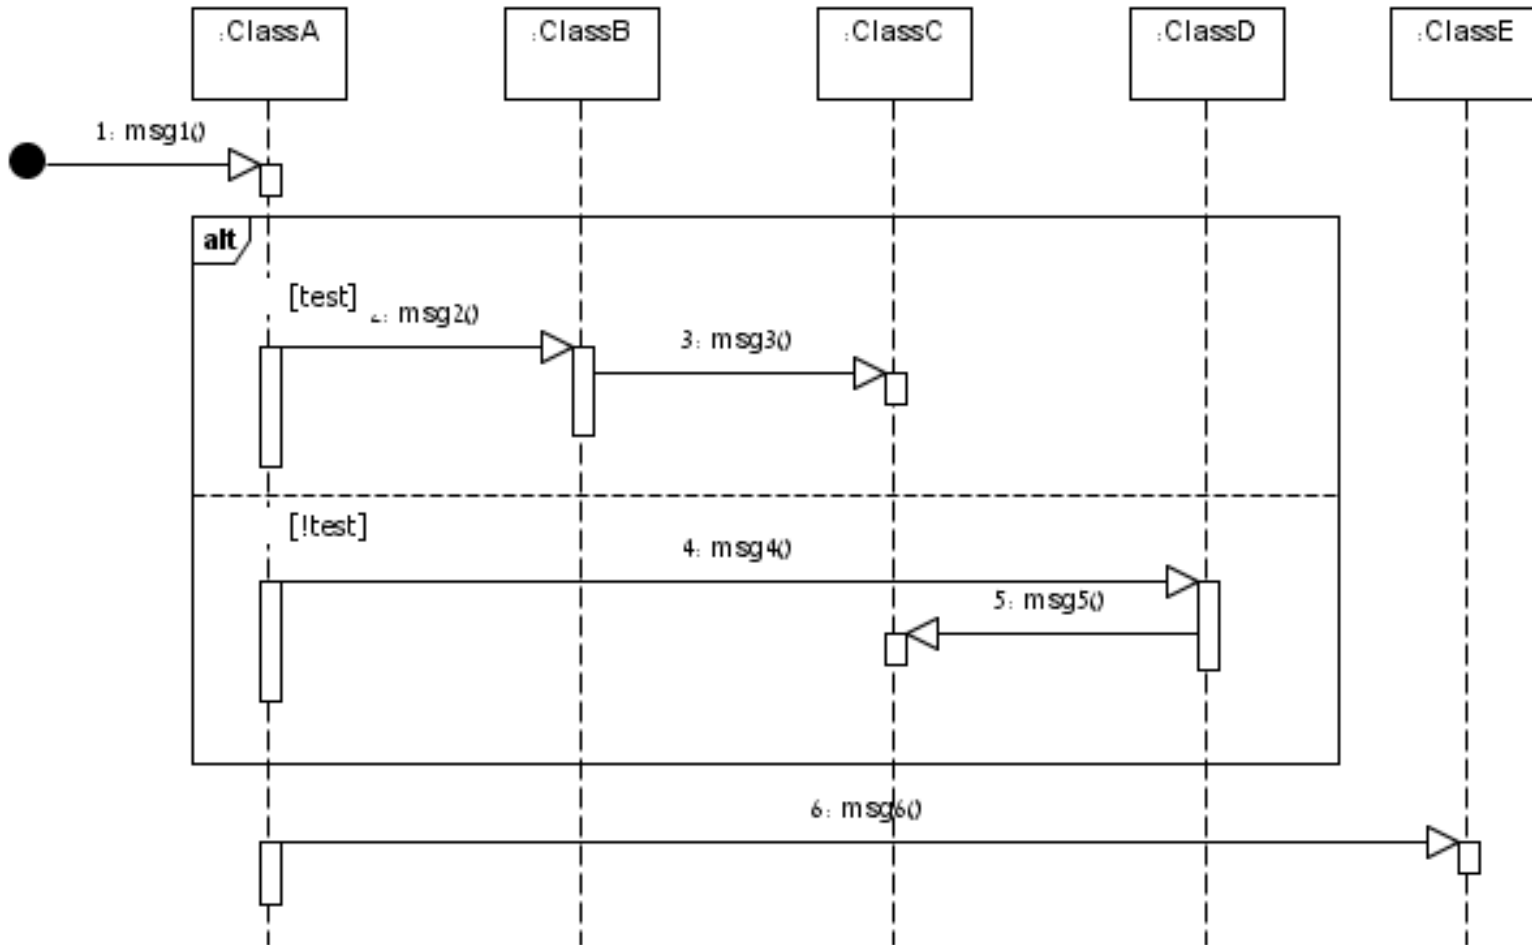 :ClassA
:ClassB
:ClassC
:ClassD
:ClassE
1: msg1()
alt
[test]
: msg2()
3: msg3()
[!test]
4: msg4()
5: msg5()
6: msg6()